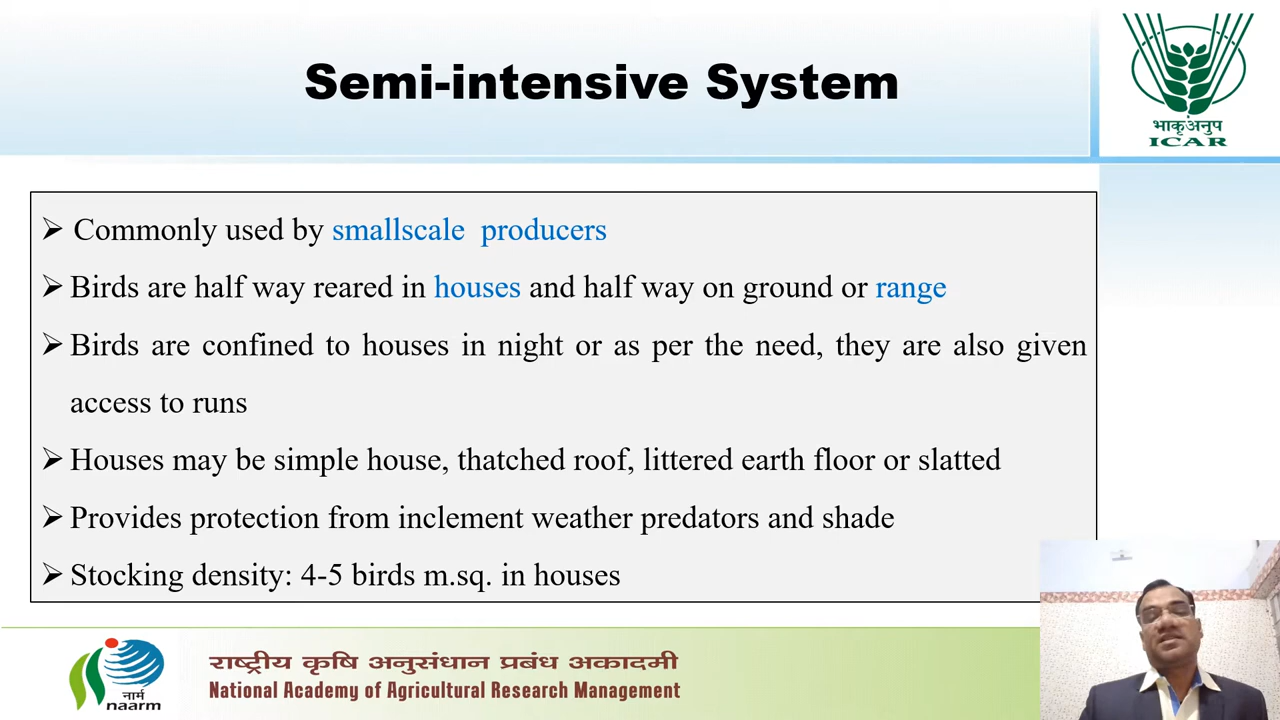 Semi-intensive System
भाकृअनुप
ICAR
➢ Commonly used by smallscale producers
➢ Birds are half way reared in houses and half way on ground or range
➢ Birds are confined to houses in night or as per the need, they are also given
access to runs
➢ Houses may be simple house, thatched roof, littered earth floor or slatted
➢ Provides protection from inclement weather predators and shade
➢ Stocking density: 4-5 birds m.sq. in houses
नार्म
naarm
राष्ट्रीय कृषि अनुसंधान प्रबंध अकादमी
National Academy of Agricultural Research Management